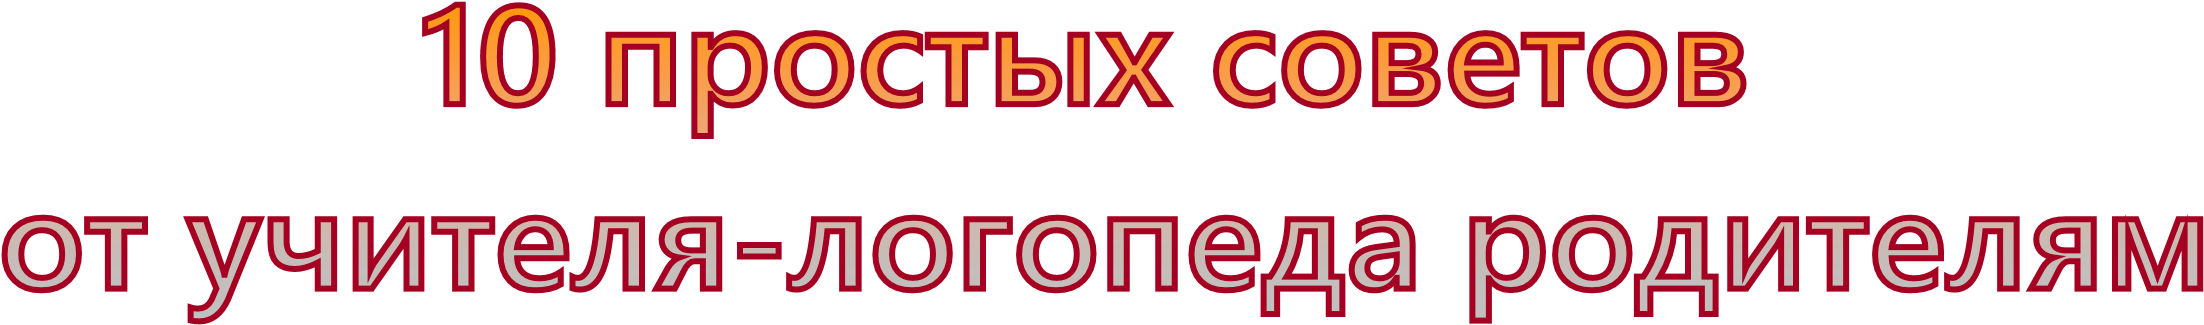 10 простых советов
от учителя-логопеда родителям